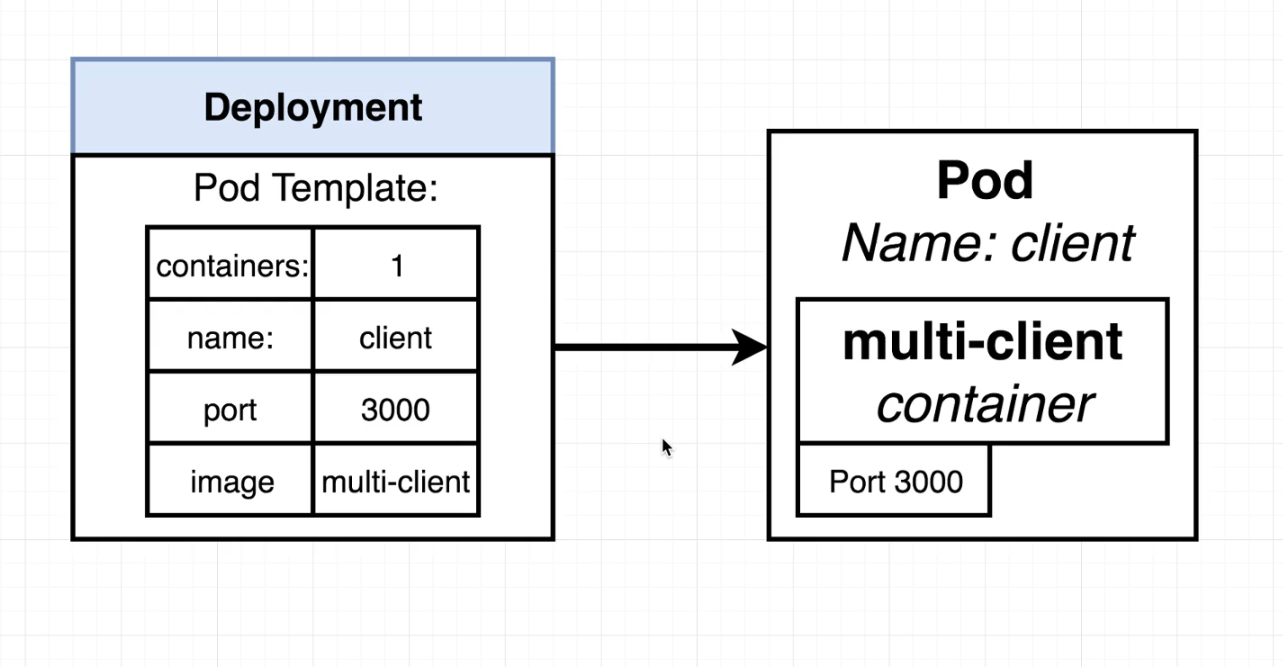 Deployment
Pod Template:
containers: 1
name: client
port 3000
image multi-client
Pod
Name: client
multi-client
container
Port 3000